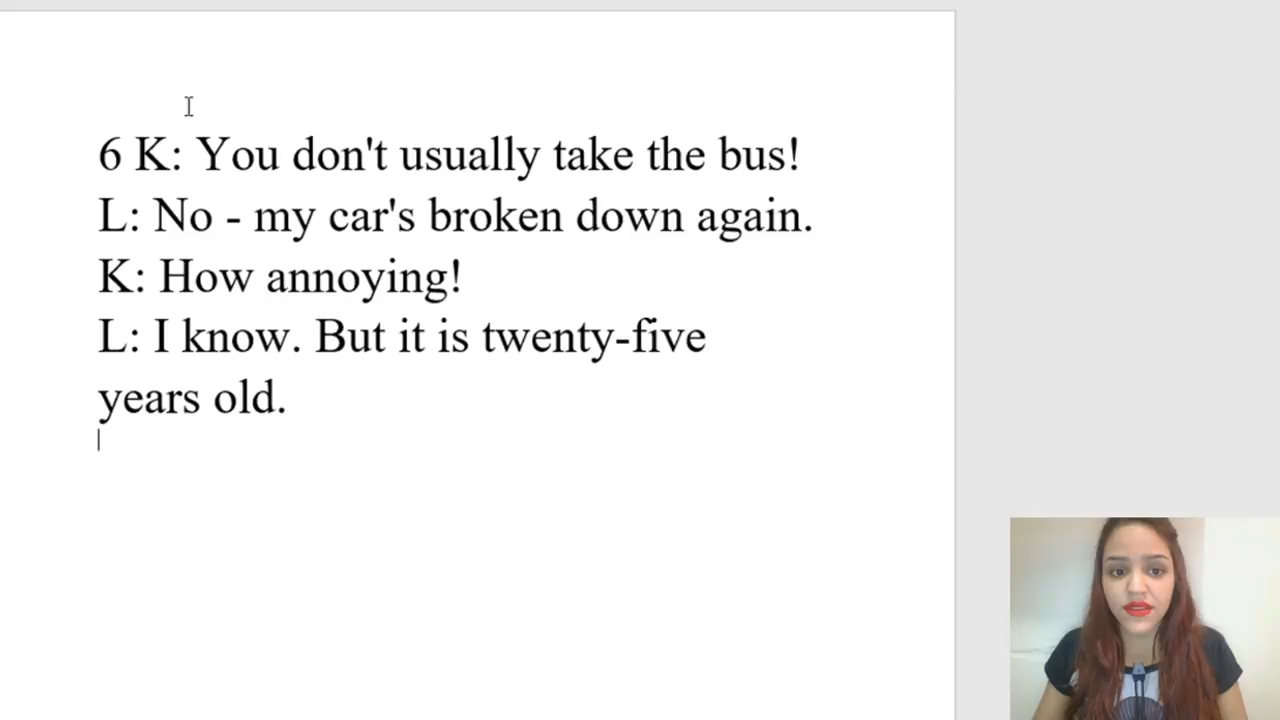 6 K: You don't usually take the bus!
L: No - my car's broken down again.
K: How annoying!
L: I know. But it is twenty-five
years old.